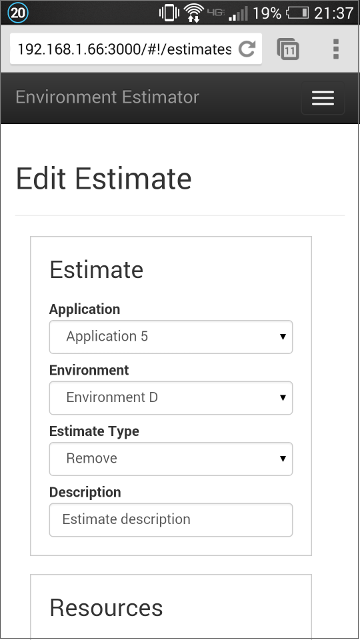 20 4G 19% 21:37
192.168.1.66:3000/#!/estimates 11
Environment Estimator
Edit Estimate
Estimate
Application
Application 5
Environment
Environment D
Estimate Type
Remove
Description
Estimate description
Resources